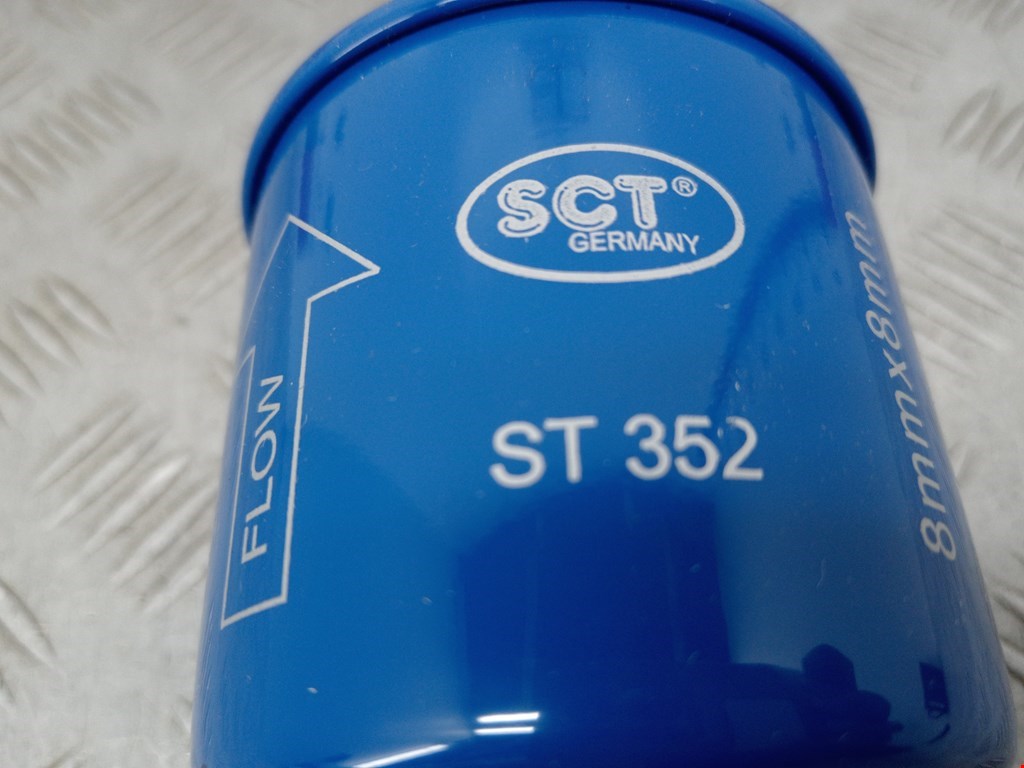 SCT®
GERMANY
FLOW
ST 352
8mmx8mm